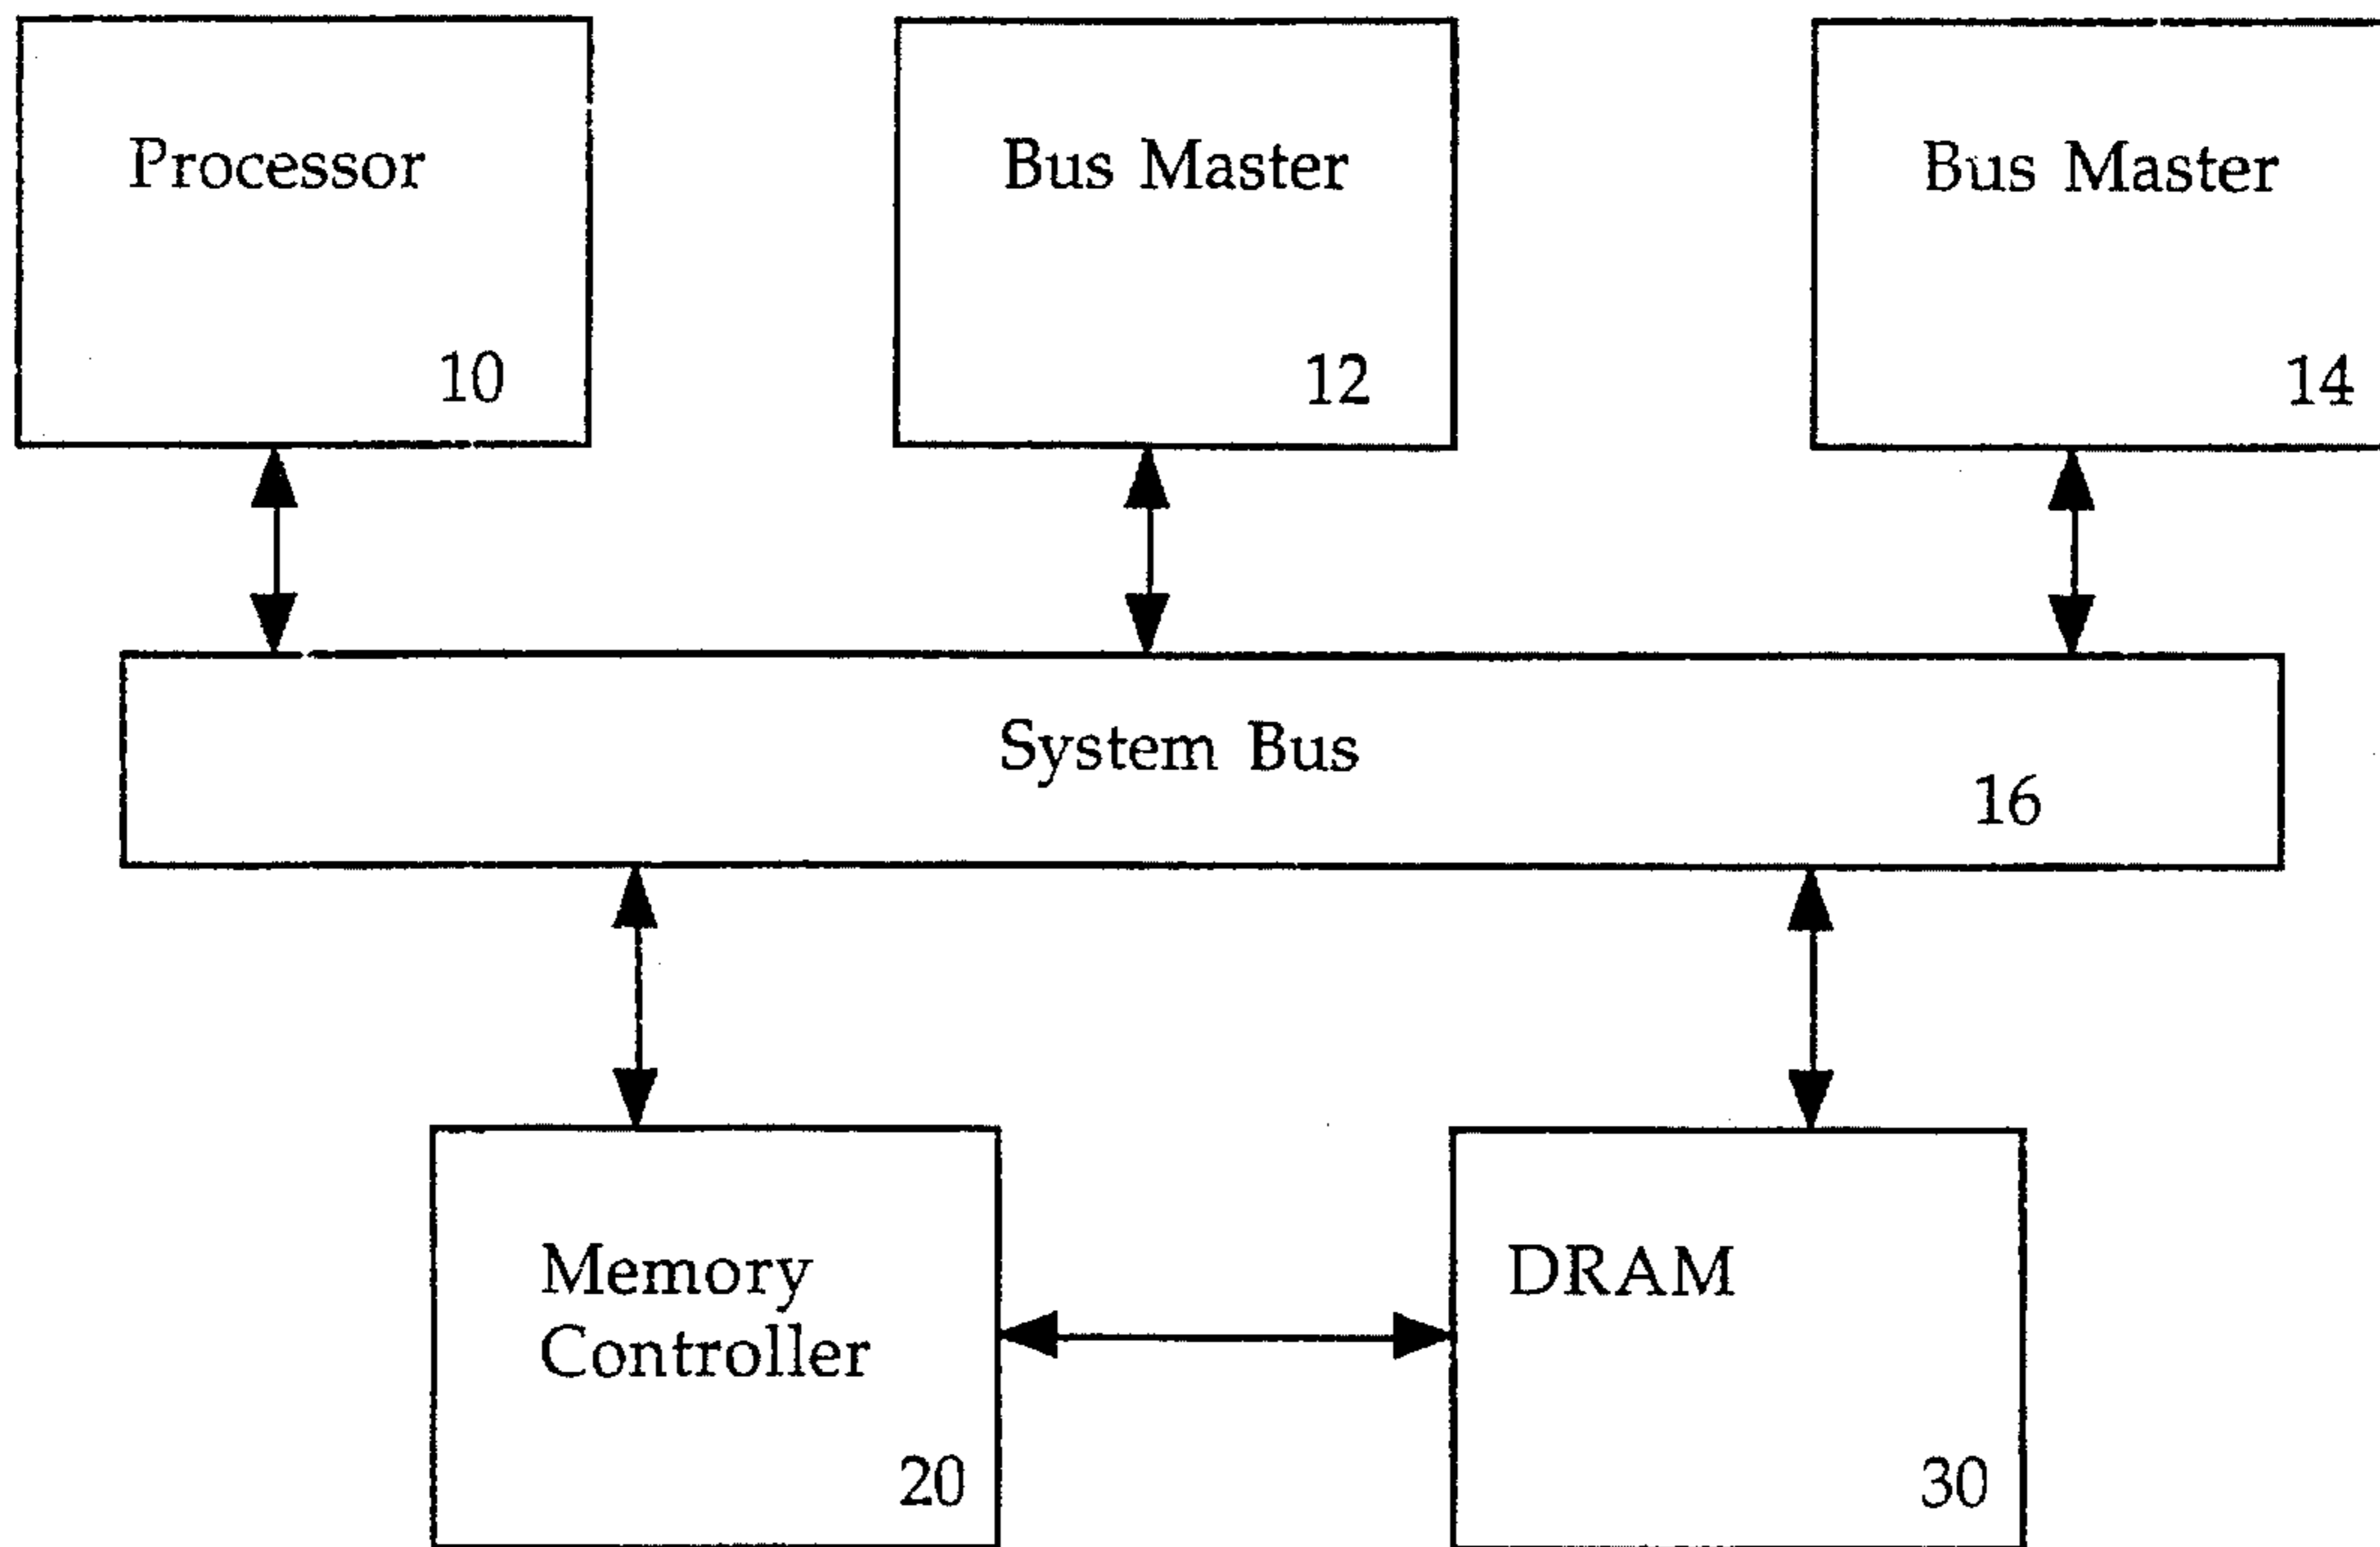 Processor
10
Bus Master
12
Bus Master
14
System Bus
16
Memory
Controller
20
DRAM
30